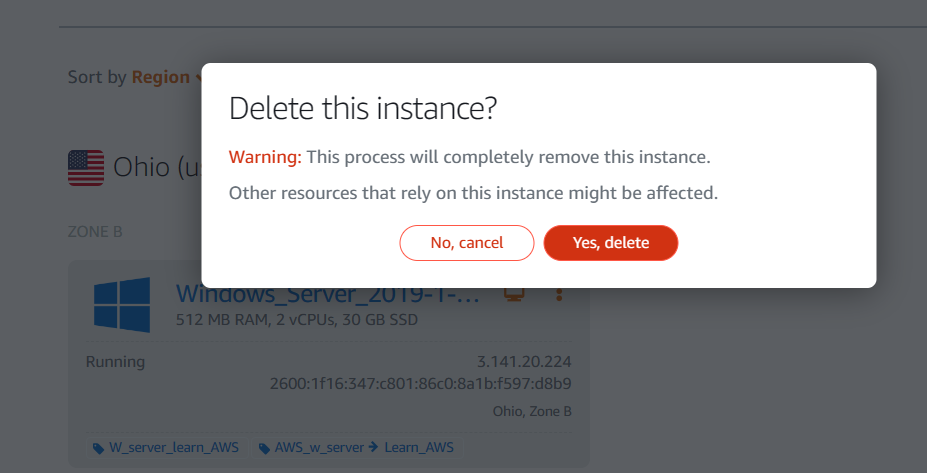 Sort by Region
Delete this instance?
Warning: This process will completely remove this instance.
Other resources that rely on this instance might be affected.
No, cancel
Yes, delete
Ohio (u
ZONE B
Windows_Server_2019-1-...
512 MB RAM, 2 vCPUs, 30 GB SSD
Running
3.141.20.224
2600:1f16:347:c801:86c0:8a1b:f597:d8b9
Ohio, Zone B
W_server_learn_AWS
AWS_w_server → Learn_AWS